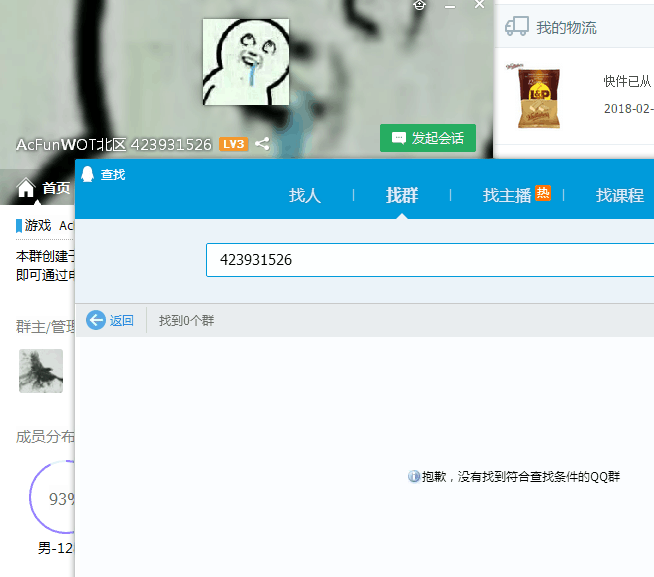 我的物流
快件已从
2018-02-
AcFunWOT北区 423931526 LV3
发起会话
首页
查找
找人 找群 找主播 热 找课程
游戏 Ac
本群创建于
即可通过
423931526
返回 找到0个群
群主/管理
抱歉，没有找到符合查找条件的QQ群
成员分布
93%
男-12